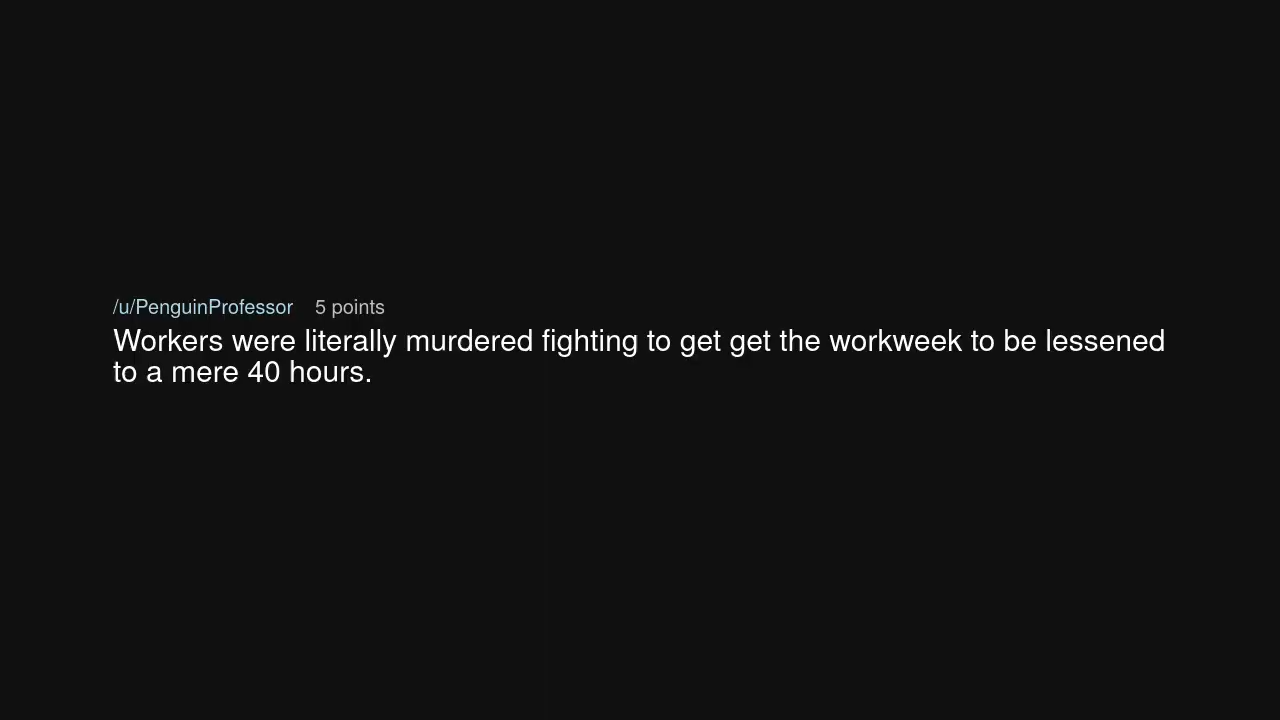 /u/PenguinProfessor 5 points
Workers were literally murdered fighting to get get the workweek to be lessened
to a mere 40 hours.